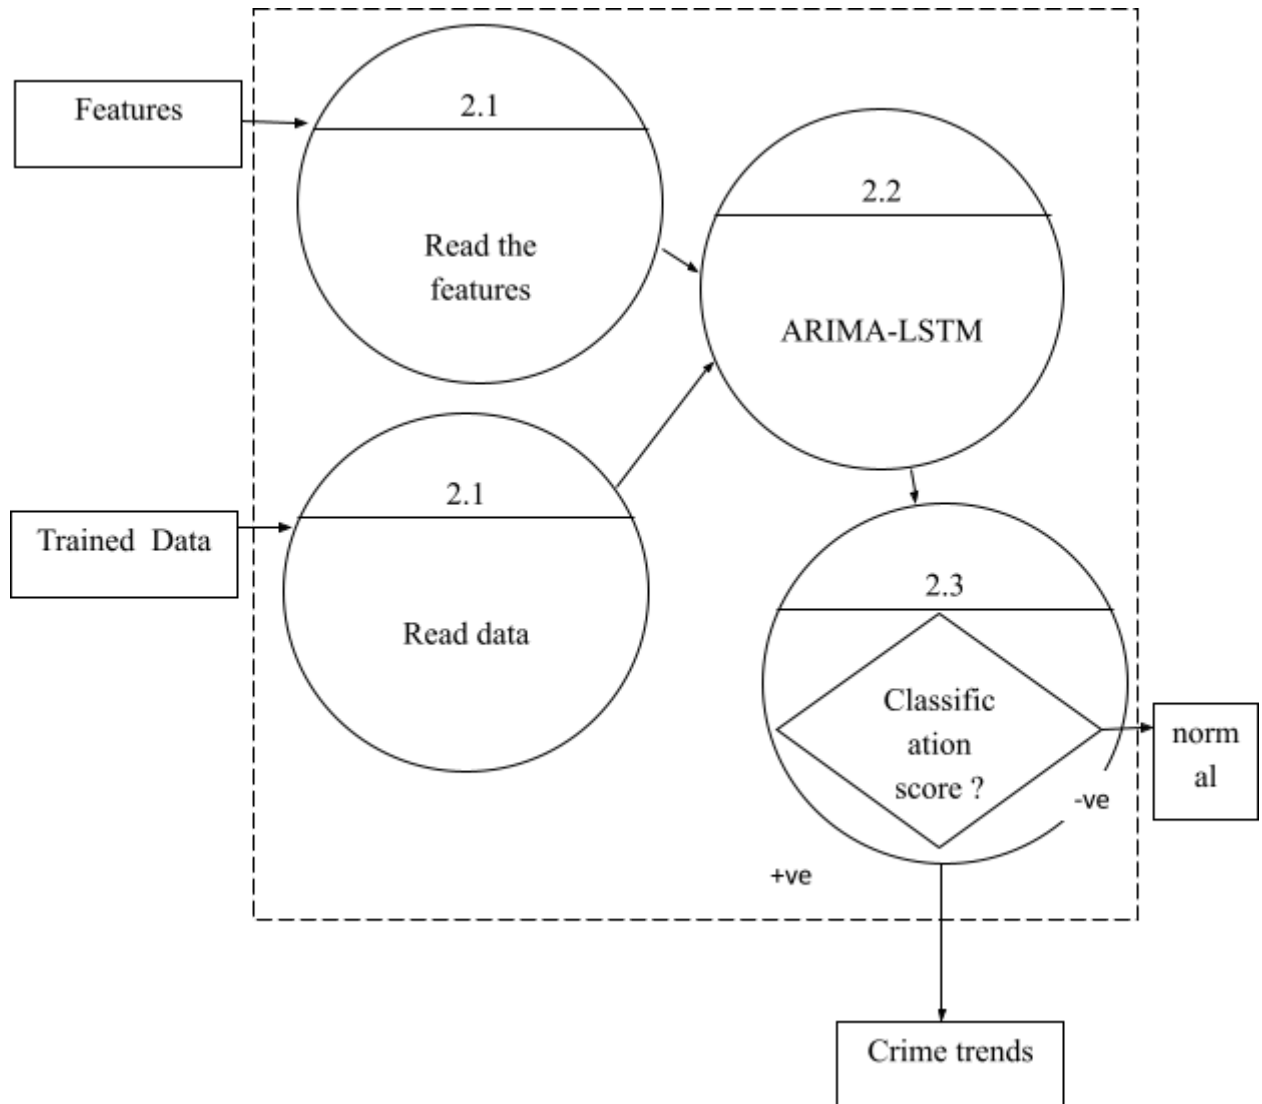 Features
2.1
Read the
features
2.2
ARIMA-LSTM
Trained Data
2.1
Read data
2.3
Classific
ation
score ?
-ve
norm
al
+ve
Crime trends